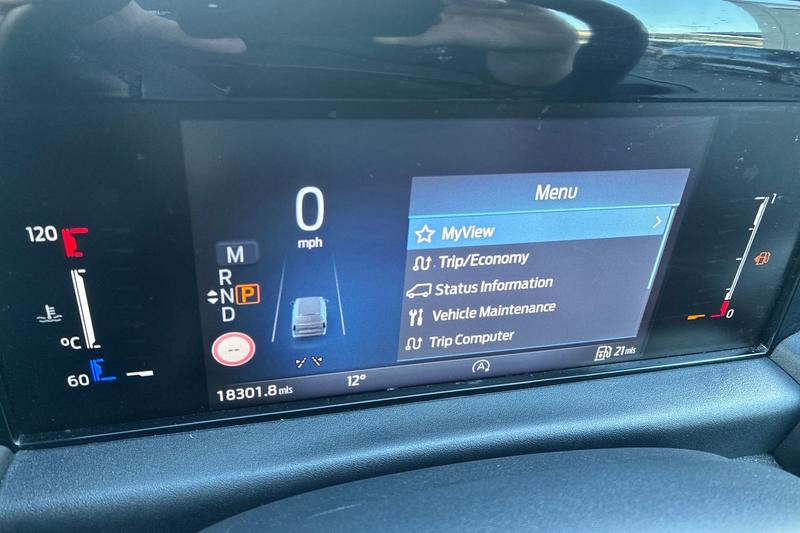 120
ºC
60
0
mph
M
R
N P
D
--
18301.8 mls
12°
Menu
MyView
Trip/Economy
Status Information
Vehicle Maintenance
Trip Computer
A
21 mls
1
0